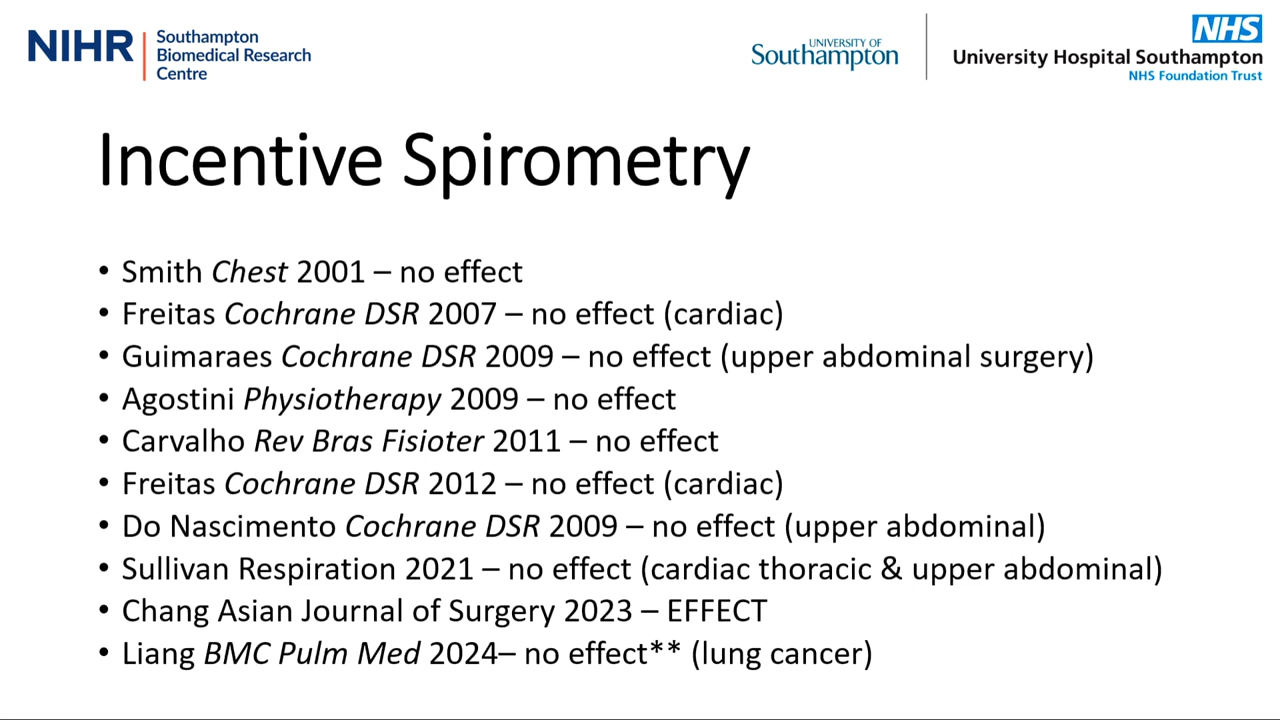 NIHR
Southampton
Biomedical Research
Centre
UNIVERSITY OF
Southampton
NHS
University Hospital Southampton
NHS Foundation Trust
Incentive Spirometry
• Smith Chest 2001 – no effect
• Freitas Cochrane DSR 2007 – no effect (cardiac)
• Guimaraes Cochrane DSR 2009 – no effect (upper abdominal surgery)
• Agostini Physiotherapy 2009 – no effect
• Carvalho Rev Bras Fisioter 2011 – no effect
• Freitas Cochrane DSR 2012 – no effect (cardiac)
• Do Nascimento Cochrane DSR 2009 – no effect (upper abdominal)
• Sullivan Respiration 2021 – no effect (cardiac thoracic & upper abdominal)
• Chang Asian Journal of Surgery 2023 – EFFECT
• Liang BMC Pulm Med 2024– no effect** (lung cancer)